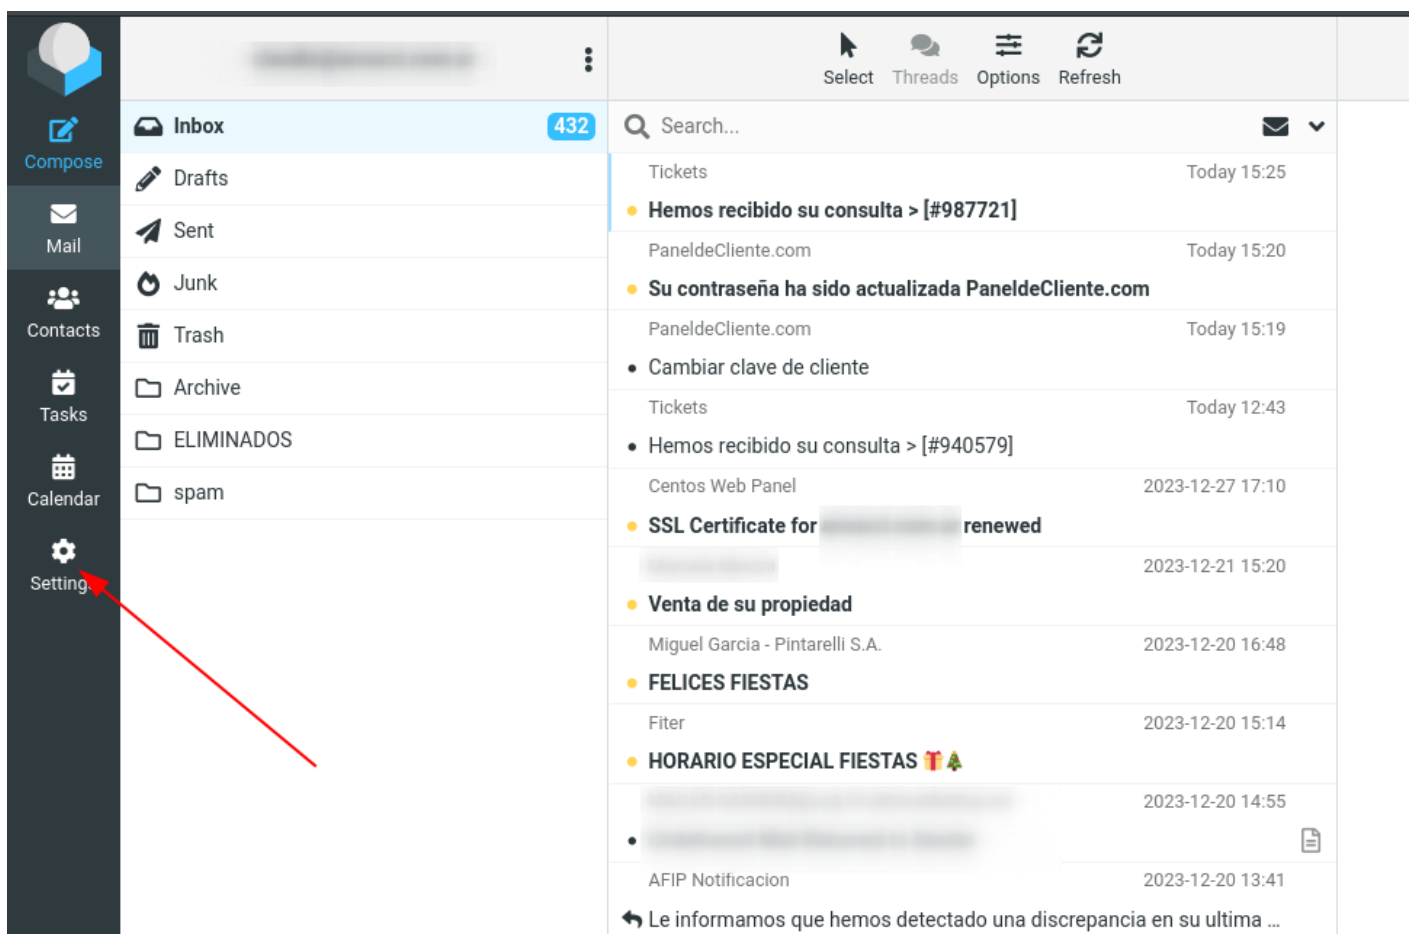 Compose
Mail
Contacts
Tasks
Calendar
Setting
Inbox 432
Drafts
Sent
Junk
Trash
Archive
ELIMINADOS
spam
Select Threads Options Refresh
Search...
Tickets Today 15:25
Hemos recibido su consulta > [#987721]
PaneldeCliente.com Today 15:20
Su contraseña ha sido actualizada PaneldeCliente.com
PaneldeCliente.com Today 15:19
Cambiar clave de cliente
Tickets Today 12:43
Hemos recibido su consulta > [#940579]
Centos Web Panel 2023-12-27 17:10
SSL Certificate for renewed
2023-12-21 15:20
Venta de su propiedad
Miguel Garcia - Pintarelli S.A. 2023-12-20 16:48
FELICES FIESTAS
Fiter 2023-12-20 15:14
HORARIO ESPECIAL FIESTAS 🎁🎄
2023-12-20 14:55
AFIP Notificacion 2023-12-20 13:41
Le informamos que hemos detectado una discrepancia en su ultima ...